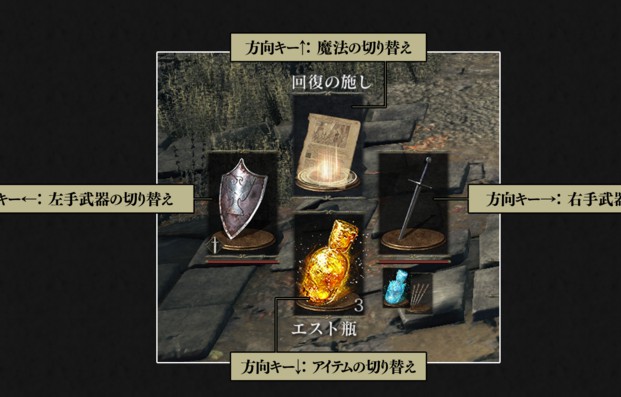 方向キー↑: 魔法の切り替え
回復の施し
キー←: 左手武器の切り替え
方向キー→: 右手武
3
エスト瓶
方向キー↓: アイテムの切り替え